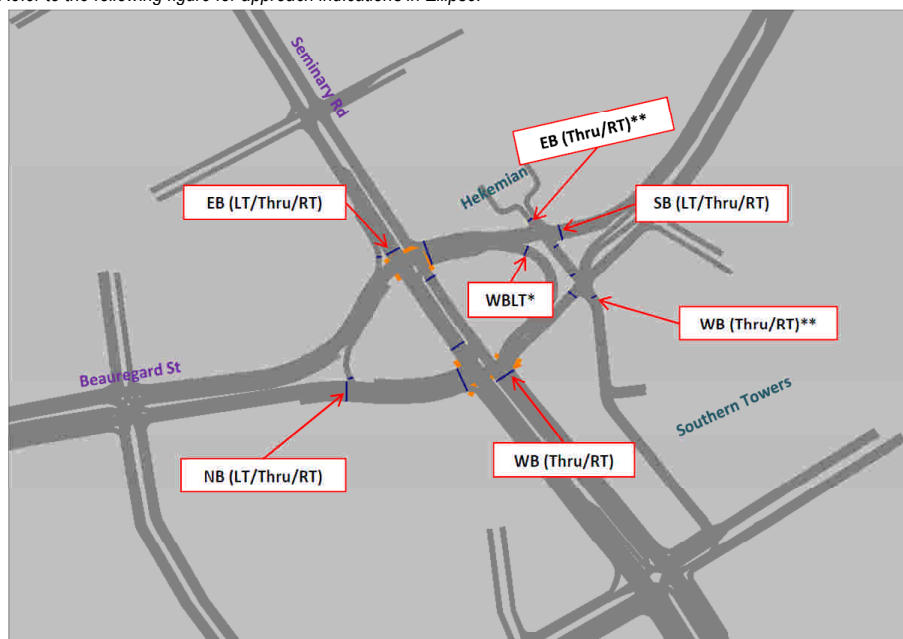 Refer to the following figure for approach indications in Ellipse.
Seminary Rd
EB (Thru/RT)**
Hekemian
EB (LT/Thru/RT)
SB (LT/Thru/RT)
WBLT*
WB (Thru/RT)**
Beauregard St
Southern Towers
NB (LT/Thru/RT)
WB (Thru/RT)